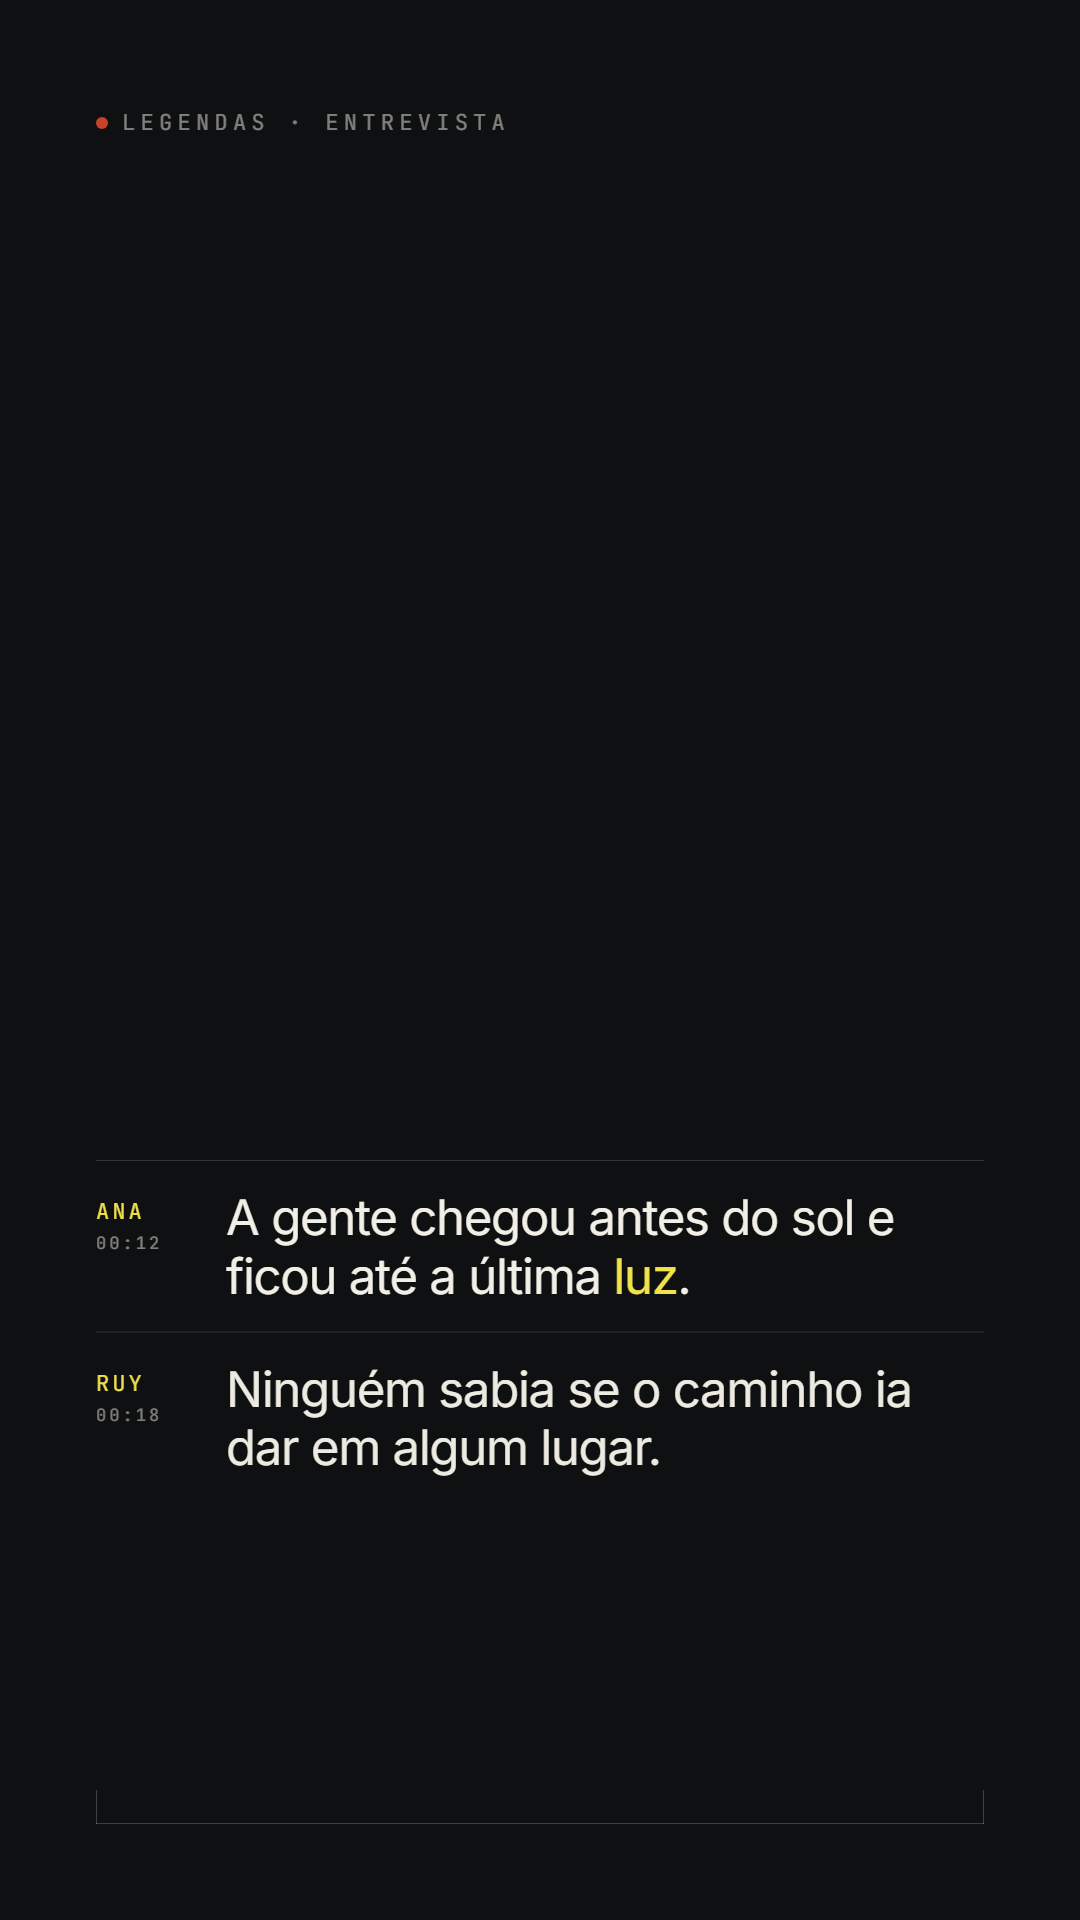 LEGENDAS · ENTREVISTA
ANA
00:12
A gente chegou antes do sol e
ficou até a última luz.
RUY
00:18
Ninguém sabia se o caminho ia
dar em algum lugar.